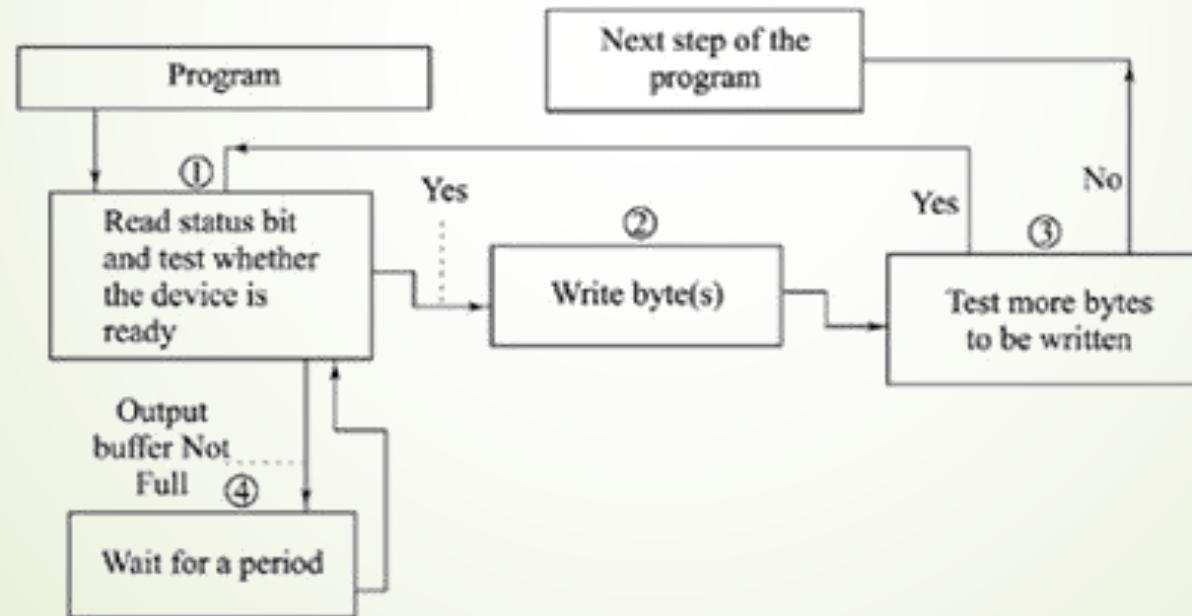 Program
Next step of the
program
①
Read status bit
and test whether
the device is
ready
Yes
②
Write byte(s)
Yes
No
③
Test more bytes
to be written
Output
buffer Not
Full
④
Wait for a period